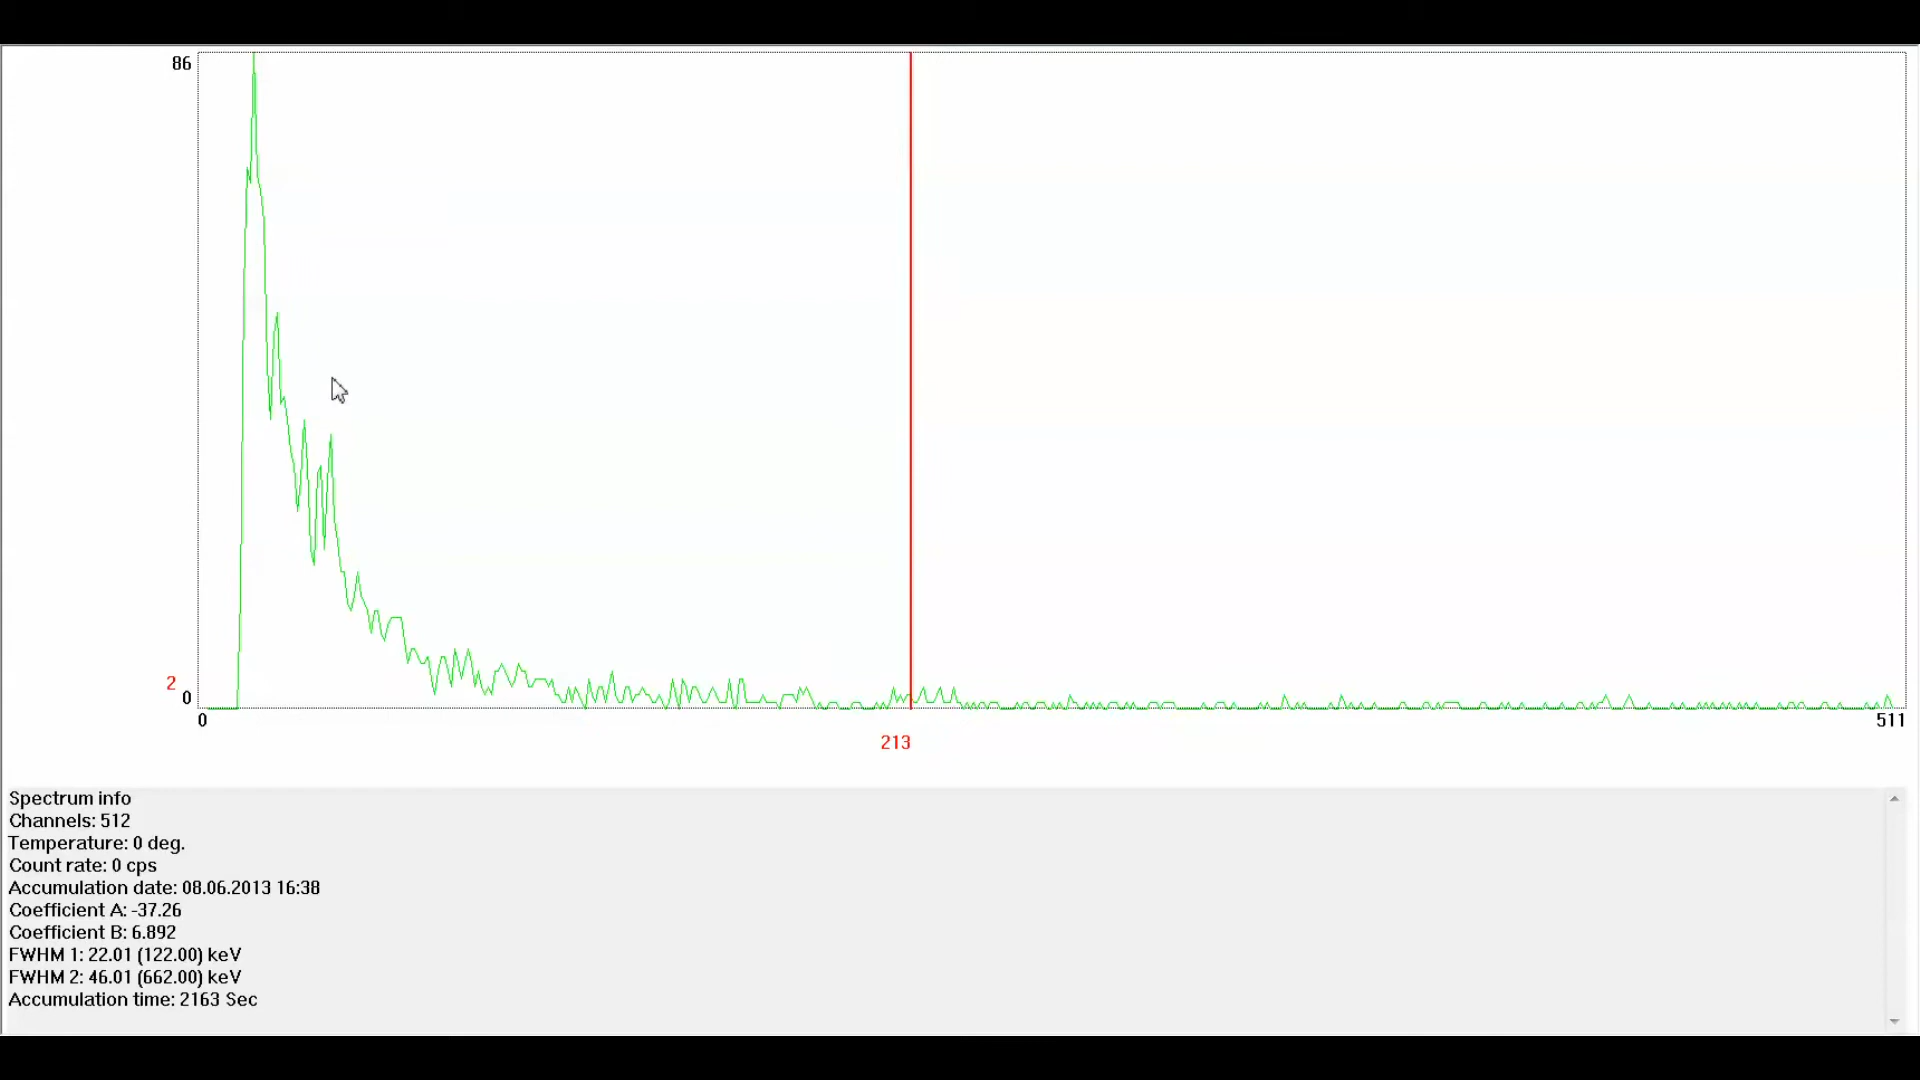 86
2
0
0
511
213
Spectrum info
Channels: 512
Temperature: 0 deg.
Count rate: 0 cps
Accumulation date: 08.06.2013 16:38
Coefficient A: -37.26
Coefficient B: 6.892
FWHM 1: 22.01 (122.00) keV
FWHM 2: 46.01 (662.00) keV
Accumulation time: 2163 Sec